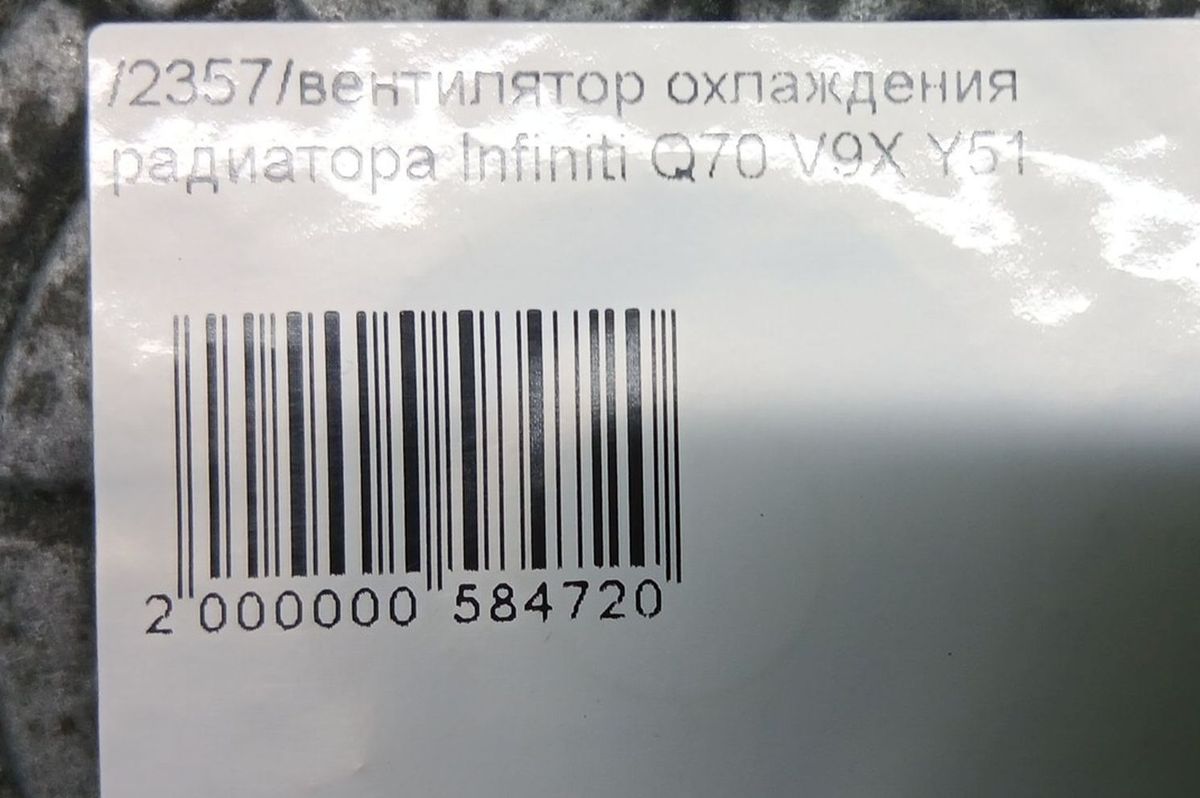 /2357/вентилятор охлаждения
радиатора Infiniti Q70 V9X Y51
2 000000 584720